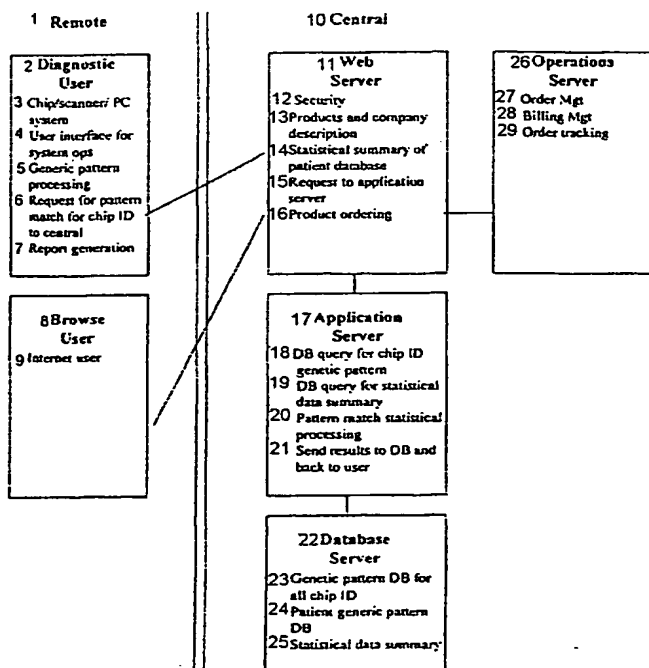 1 Remote
10 Central
2 Diagnostic
User
3 Chip/scanner/ PC
system
4 User interface for
system ops
5 Generic pattern
processing
6 Request for pattern
match for chip ID
to central
7 Report generation
8 Browse
User
9 Internet user
11 Web
Server
12 Security
13 Products and company
description
14 Statistical summary of
patient database
15 Request to application
server
16 Product ordering
26 Operations
Server
27 Order Mgt
28 Billing Mgt
29 Order tracking
17 Application
Server
18 DB query for chip ID
genetic pattern
19 DB query for statistical
data summary
20 Pattern match statistical
processing
21 Send results to DB and
back to user
22 Database
Server
23 Genetic pattern DB for
all chip ID
24 Patient generic pattern
DB
25 Statistical data summary